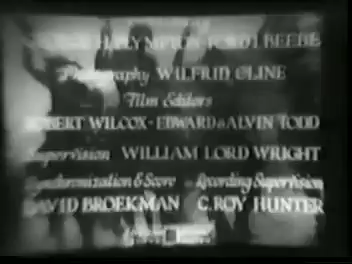 BEEBE
Photography WILFRID CLINE
Film Editors
ROBERT WILCOX - EDWARD & ALVIN TODD
Supervision WILLIAM LORD WRIGHT
Synchronization & Score Recording Supervision
DAVID BROEKMAN C. ROY HUNTER